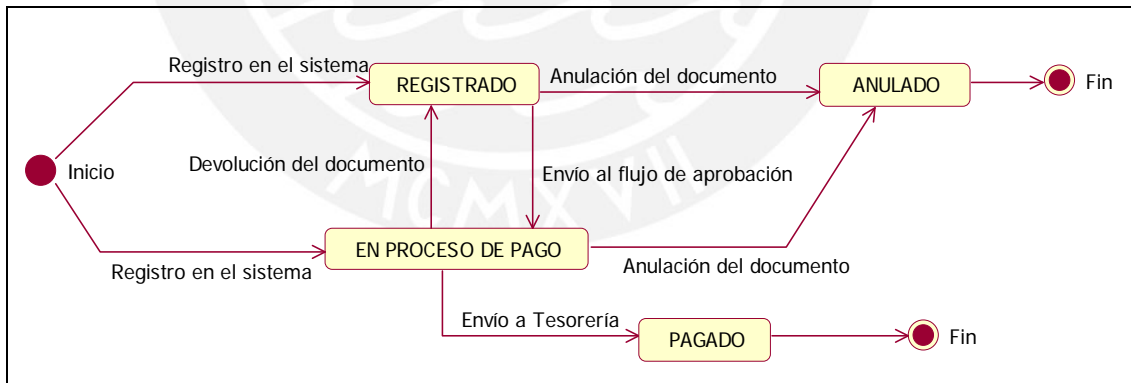 Registro en el sistema
REGISTRADO
Anulación del documento
ANULADO
Fin
Inicio
Devolución del documento
Envío al flujo de aprobación
MCMXVII
EN PROCESO DE PAGO
Registro en el sistema
Anulación del documento
Envío a Tesorería
PAGADO
Fin